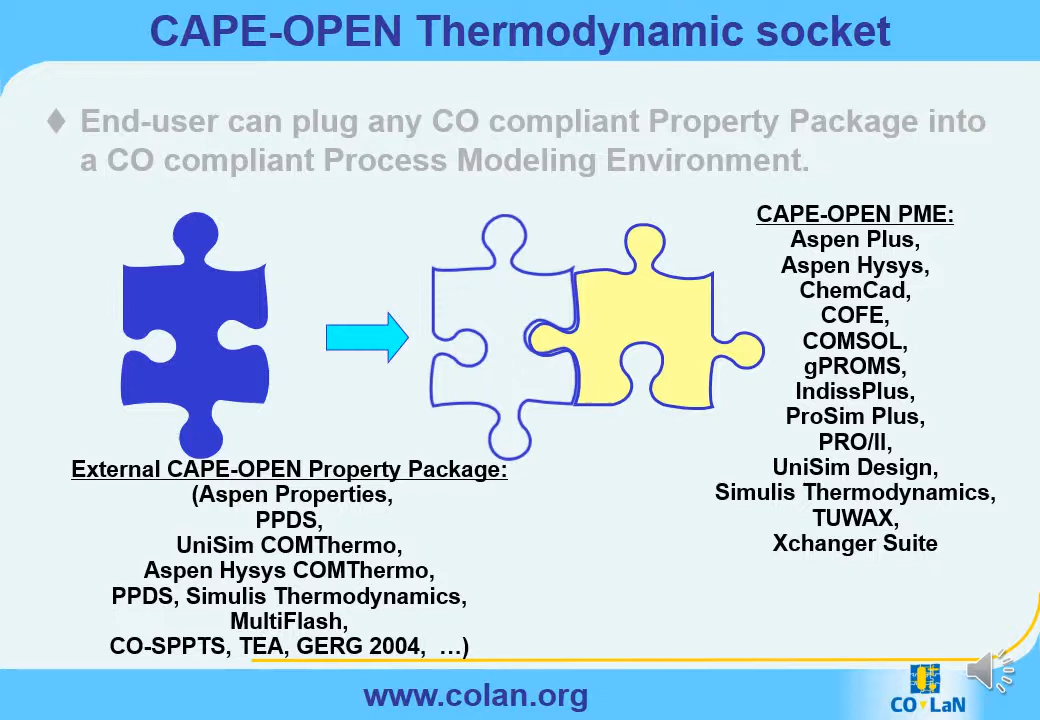 CAPE-OPEN Thermodynamic socket
End-user can plug any CO compliant Property Package into
a CO compliant Process Modeling Environment.
CAPE-OPEN PME:
Aspen Plus,
Aspen Hysys,
ChemCad,
COFE,
COMSOL,
gPROMS,
IndissPlus,
ProSim Plus,
PRO/II,
UniSim Design,
Simulis Thermodynamics,
TUWAX,
Xchanger Suite
External CAPE-OPEN Property Package:
(Aspen Properties,
PPDS,
UniSim COMThermo,
Aspen Hysys COMThermo,
PPDS, Simulis Thermodynamics,
MultiFlash,
CO-SPPTS, TEA, GERG 2004, …)
www.colan.org
CO LaN